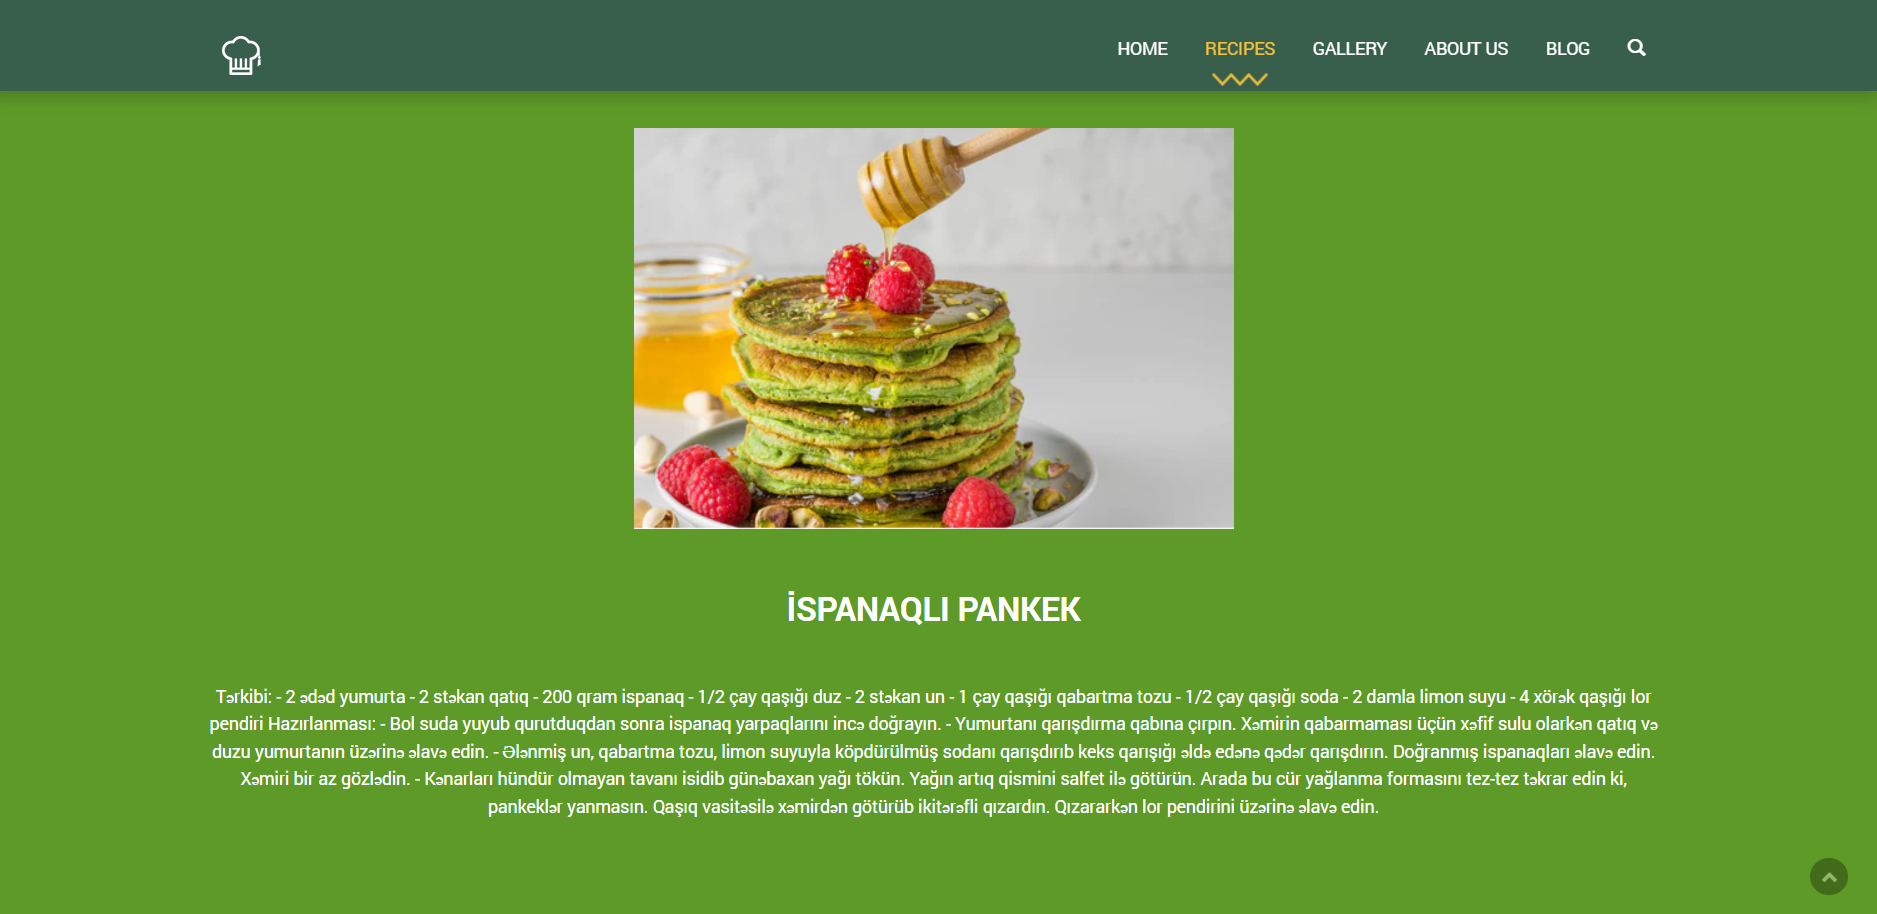 HOME RECIPES GALLERY ABOUT US BLOG
İSPANAQLI PANKEK
Tərkibi: - 2 ədəd yumurta - 2 stəkan qatıq - 200 qram ispanaq - 1/2 çay qaşığı duz - 2 stəkan un - 1 çay qaşığı qabartma tozu - 1/2 çay qaşığı soda - 2 damla limon suyu - 4 xörək qaşığı lor
pendiri Hazırlanması: - Bol suda yuyub qurutduqdan sonra ispanaq yarpaqlarını incə doğrayın. - Yumurtanı qarışdırma qabına çırpın. Xəmirin qabarmaması üçün xəfif sulu olarkən qatıq və
duzu yumurtanın üzərinə əlavə edin. - Ələnmiş un, qabartma tozu, limon suyuyla köpdürülmüş sodanı qarışdırıb keks qarışığı əldə edənə qədər qarışdırın. Doğranmış ispanaqları əlavə edin.
Xəmiri bir az gözlədin. - Kənarları hündür olmayan tavanı isidib günəbaxan yağı tökün. Yağın artıq qismini salfet ilə götürün. Arada bu cür yağlanma formasını tez-tez təkrar edin ki,
pankeklər yanmasın. Qaşıq vasitəsilə xəmirdən götürüb ikitərəfli qızardın. Qızararkən lor pendirini üzərinə əlavə edin.